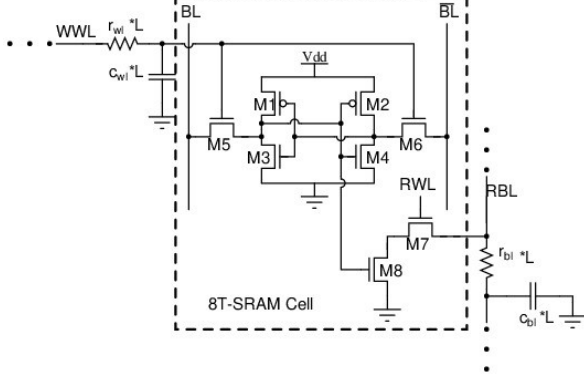 BL
BL
WWL
r_wl *L
c_wl *L
Vdd
M1
M2
M5
M3
M4
M6
RWL
RBL
M7
r_bl *L
M8
8T-SRAM Cell
c_bl *L